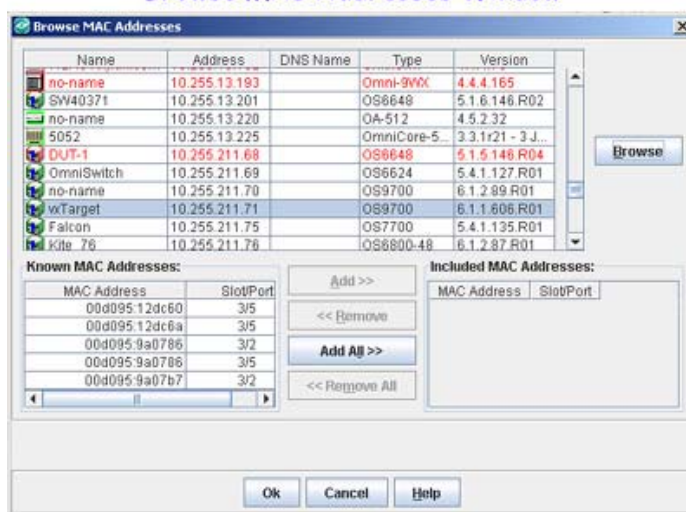 Browse MAC Addresses
Name Address DNS Name Type Version
no-name 10.255.13.193 Omni-9WX 4.4.4.165
SW40371 10.255.13.201 OS6648 5.1.6.146.R02
no-name 10.255.13.220 OA-512 4.5.2.32
5052 10.255.13.225 OmniCore-5... 3.3.1r21 - 3 J...
DUT-1 10.255.211.68 OS6648 5.1.5.146.R04
Browse
OmniSwitch 10.255.211.69 OS6624 5.4.1.127.R01
no-name 10.255.211.70 OS9700 6.1.2.89.R01
vxTarget 10.255.211.71 OS9700 6.1.1.606.R01
Falcon 10.255.211.75 OS7700 5.4.1.135.R01
Kite_76 10.255.211.76 OS6800-48 6.1.2.87.R01
Known MAC Addresses:
MAC Address Slot/Port
00d095:12dc60 3/5
00d095:12dc6a 3/5
00d095:9a0786 3/2
00d095:9a0786 3/5
00d095:9a07b7 3/2
Add >>
<< Remove
Add All >>
<< Remove All
Included MAC Addresses:
MAC Address Slot/Port
Ok Cancel Help